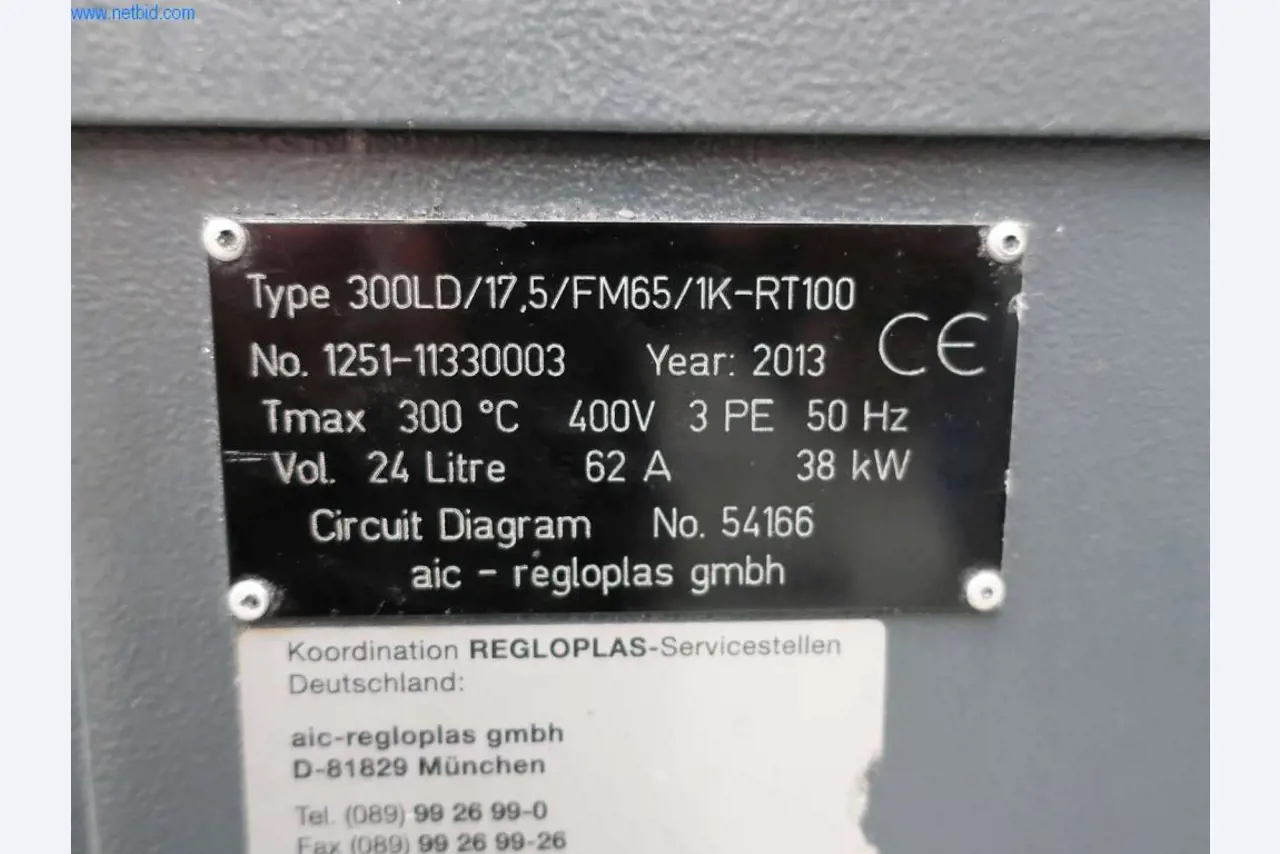 www.netbid.com
Type 300LD/17,5/FM65/1K-RT100
No. 1251-11330003 Year: 2013 CE
Tmax 300 °C 400V 3 PE 50 Hz
Vol. 24 Litre 62 A 38 kW
Circuit Diagram No. 54166
aic - regloplas gmbh
Koordination REGLOPLAS-Servicestellen
Deutschland:
aic-regloplas gmbh
D-81829 München
Tel. (089) 99 26 99-0
Fax (089) 99 26 99-26